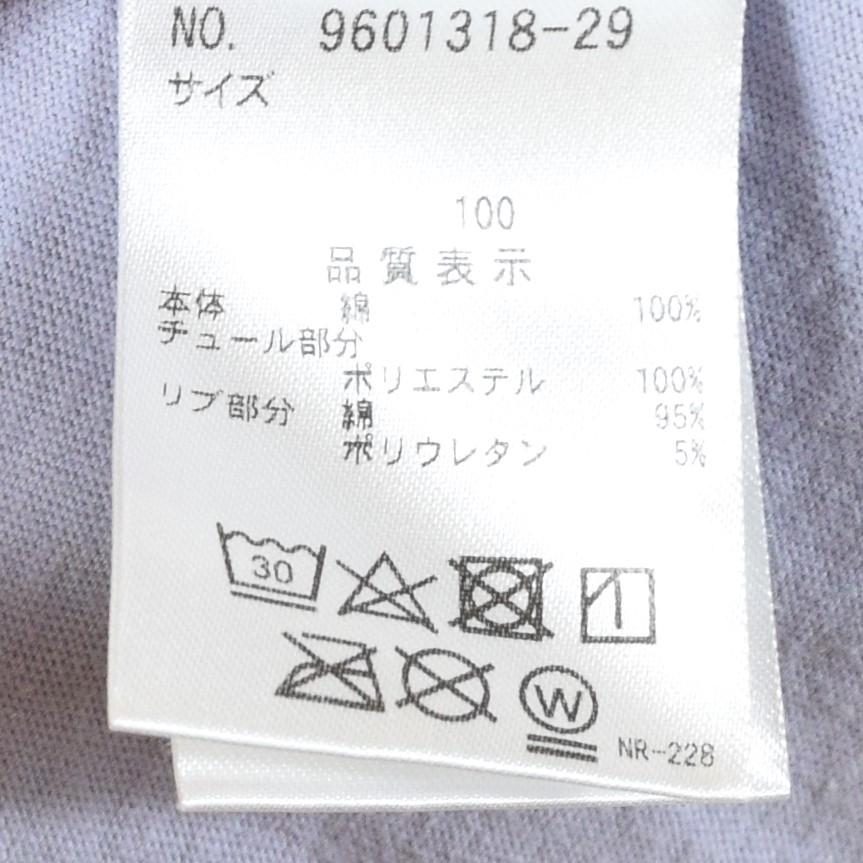 NO. 9601318-29
サイズ
100
品質表示
本体 綿 100%
チュール部分
ポリエステル 100%
リブ部分 綿 95%
ポリウレタン 5%
30
W
NR-228